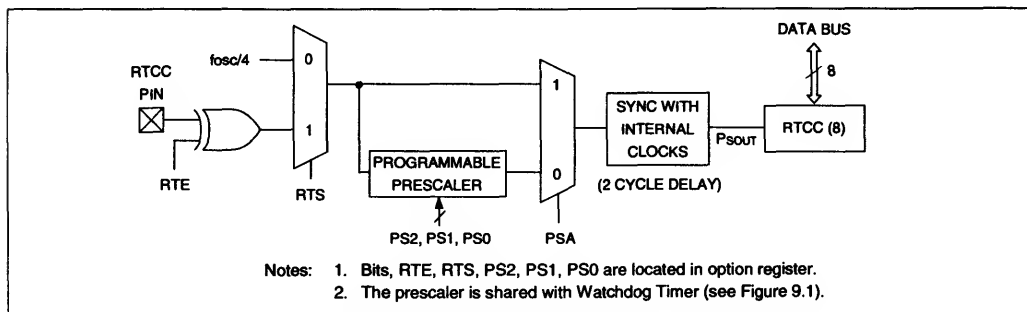 DATA BUS
fosc/4
0
8
RTCC
PIN
1
1
SYNC WITH
INTERNAL
CLOCKS
PSOUT
RTCC (8)
RTE
RTS
PROGRAMMABLE
PRESCALER
0
(2 CYCLE DELAY)
PS2, PS1, PS0
PSA
Notes: 1. Bits, RTE, RTS, PS2, PS1, PS0 are located in option register.
2. The prescaler is shared with Watchdog Timer (see Figure 9.1).